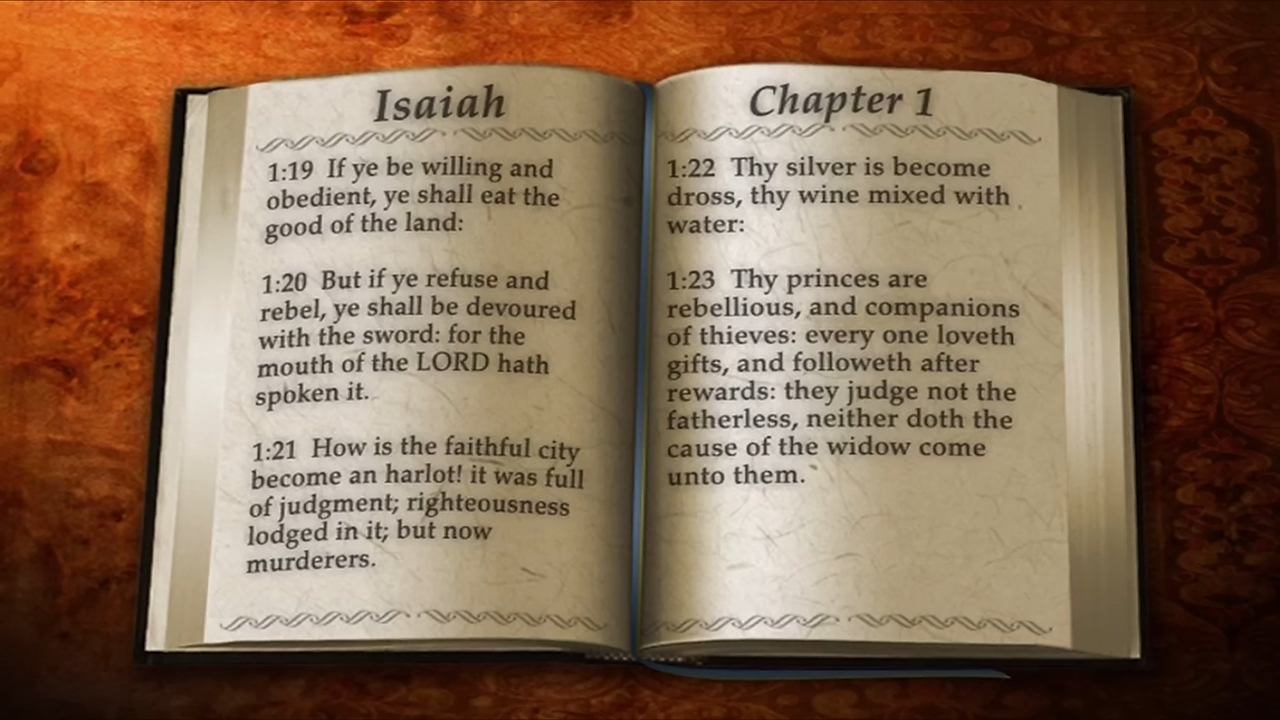 Isaiah
1:19 If ye be willing and
obedient, ye shall eat the
good of the land:
1:20 But if ye refuse and
rebel, ye shall be devoured
with the sword: for the
mouth of the LORD hath
spoken it.
1:21 How is the faithful city
become an harlot! it was full
of judgment; righteousness
lodged in it; but now
murderers.
Chapter 1
1:22 Thy silver is become
dross, thy wine mixed with
water:
1:23 Thy princes are
rebellious, and companions
of thieves: every one loveth
gifts, and followeth after
rewards: they judge not the
fatherless, neither doth the
cause of the widow come
unto them.